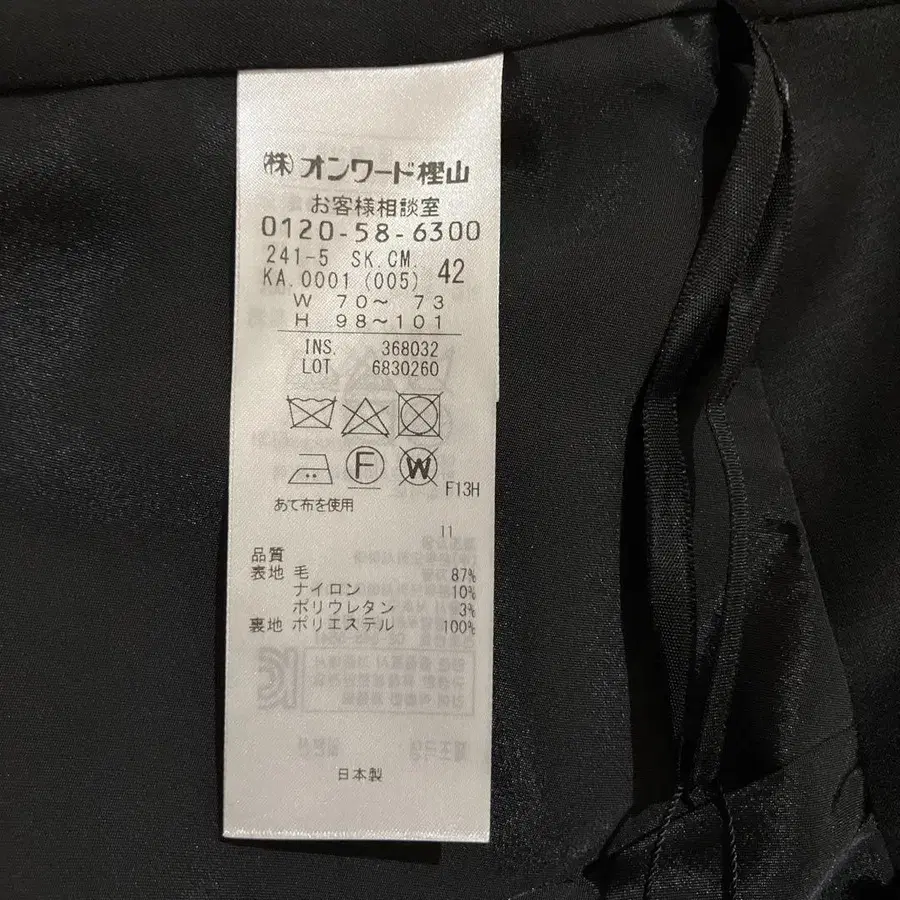 ㈱オンワード樫山
お客様相談室
0120-58-6300
241-5 SK.CM. 42
KA.0001 (005)
W 70～ 73
H 98～101
INS. 368032
LOT 6830260
F W
F13H
あて布を使用
11
品質
表地 毛 87%
ナイロン 10%
ポリウレタン 3%
裏地 ポリエステル 100%
日本製